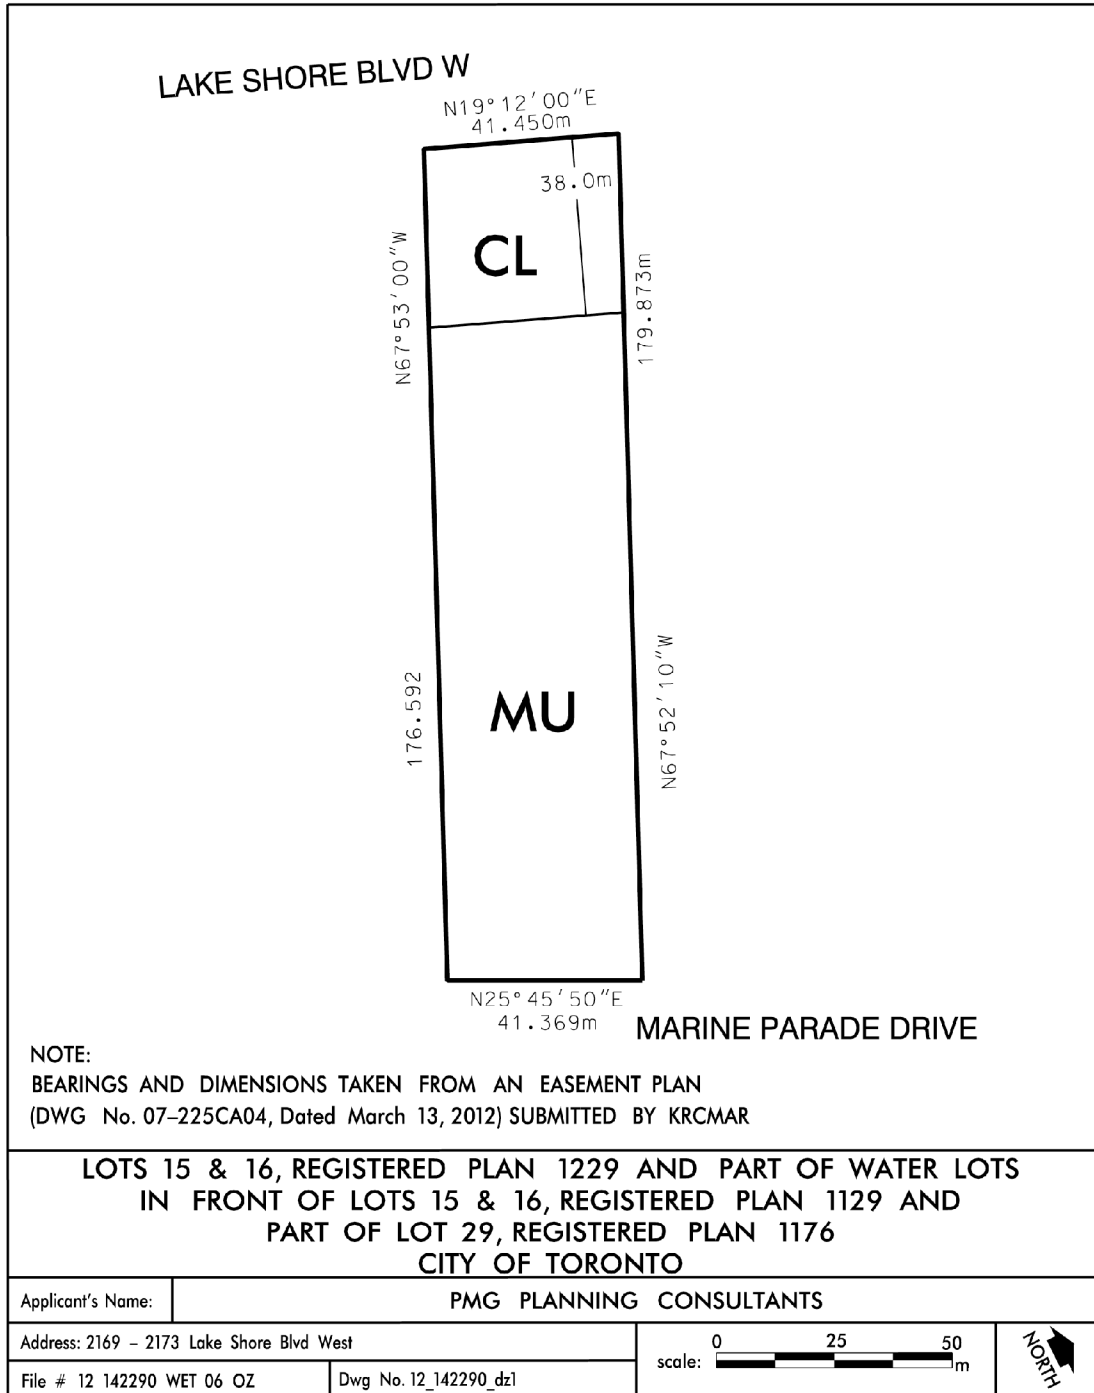 LAKE SHORE BLVD W
N19°12'00"E
41.450m
38.0m
CL
N67°53'00"W
179.873m
MU
176.592
N67°52'10"W
N25°45'50"E
41.369m
MARINE PARADE DRIVE
NOTE:
BEARINGS AND DIMENSIONS TAKEN FROM AN EASEMENT PLAN
(DWG No. 07–225CA04, Dated March 13, 2012) SUBMITTED BY KRCMAR
LOTS 15 & 16, REGISTERED PLAN 1229 AND PART OF WATER LOTS
IN FRONT OF LOTS 15 & 16, REGISTERED PLAN 1129 AND
PART OF LOT 29, REGISTERED PLAN 1176
CITY OF TORONTO
Applicant's Name: PMG PLANNING CONSULTANTS
Address: 2169 – 2173 Lake Shore Blvd West
File # 12 142290 WET 06 OZ
Dwg No. 12_142290_dz1
scale: 0 25 50 m
NORTH